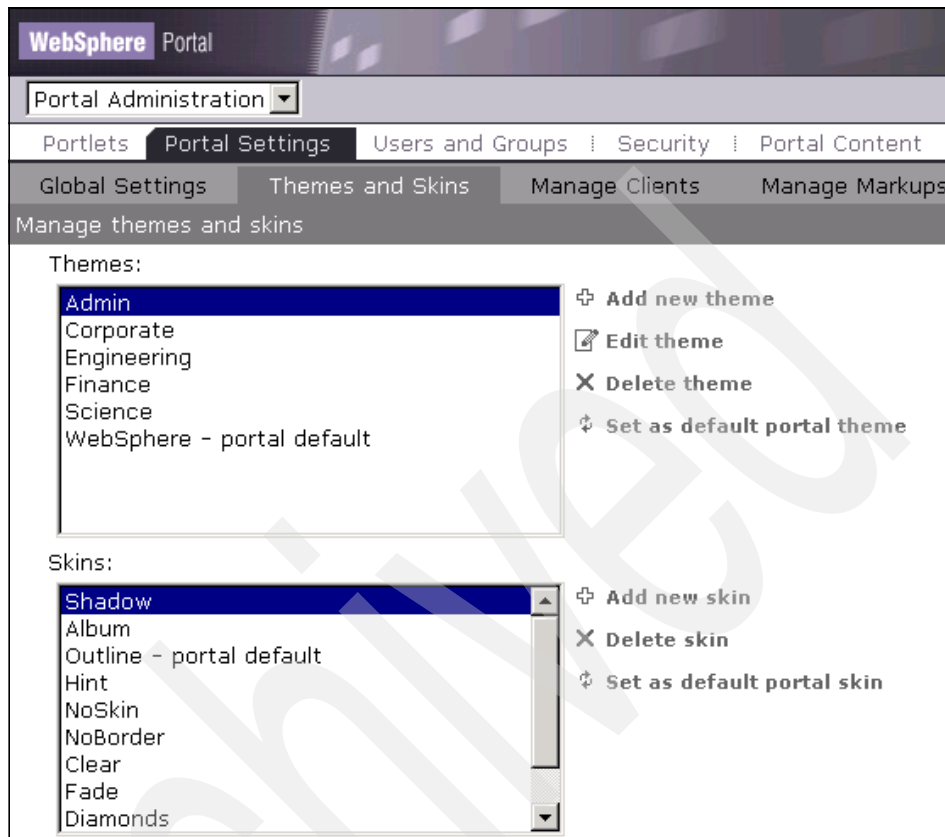 WebSphere Portal
Portal Administration
Portlets Portal Settings Users and Groups Security Portal Content
Global Settings Themes and Skins Manage Clients Manage Markups
Manage themes and skins
Themes:
Admin
Corporate
Engineering
Finance
Science
WebSphere - portal default
Add new theme
Edit theme
Delete theme
Set as default portal theme
Skins:
Shadow
Album
Outline - portal default
Hint
NoSkin
NoBorder
Clear
Fade
Diamonds
Add new skin
Delete skin
Set as default portal skin